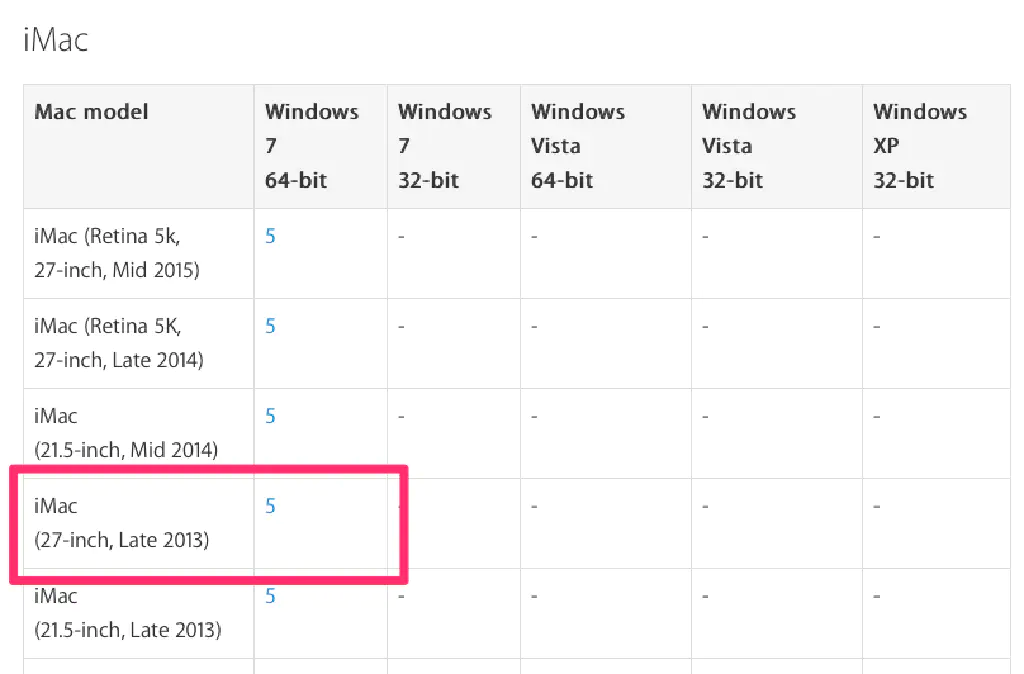 iMac
Mac model
Windows
7
64-bit
Windows
7
32-bit
Windows
Vista
64-bit
Windows
Vista
32-bit
Windows
XP
32-bit
iMac (Retina 5k,
27-inch, Mid 2015)
5
-
-
-
-
iMac (Retina 5K,
27-inch, Late 2014)
5
-
-
-
-
iMac
(21.5-inch, Mid 2014)
5
-
-
-
-
iMac
(27-inch, Late 2013)
5
-
-
-
-
iMac
(21.5-inch, Late 2013)
5
-
-
-
-